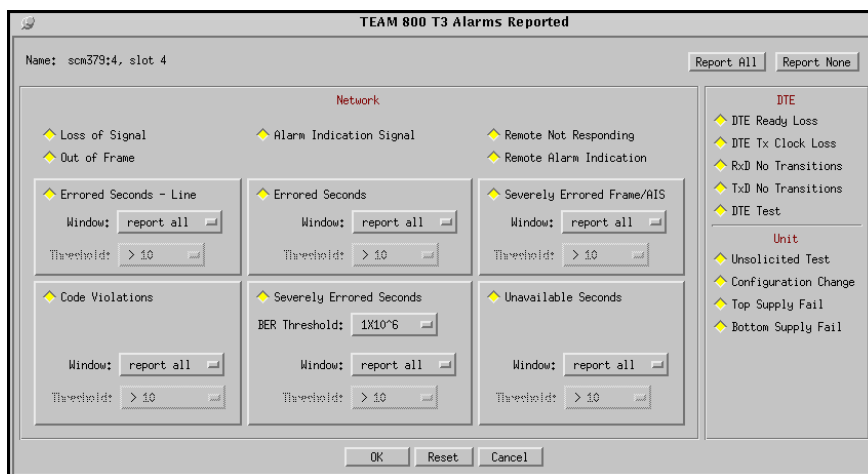 TEAM 800 T3 Alarms Reported
Name: scm379:4, slot 4
Report All Report None
Network
Loss of Signal Alarm Indication Signal Remote Not Responding
Out of Frame Remote Alarm Indication
Errored Seconds - Line
Window: report all
Threshold: > 10
Errored Seconds
Window: report all
Threshold: > 10
Severely Errored Frame/AIS
Window: report all
Threshold: > 10
Code Violations
Window: report all
Threshold: > 10
Severely Errored Seconds
BER Threshold: 1X10^6
Window: report all
Threshold: > 10
Unavailable Seconds
Window: report all
Threshold: > 10
DTE
DTE Ready Loss
DTE Tx Clock Loss
RxD No Transitions
TxD No Transitions
DTE Test
Unit
Unsolicited Test
Configuration Change
Top Supply Fail
Bottom Supply Fail
OK Reset Cancel